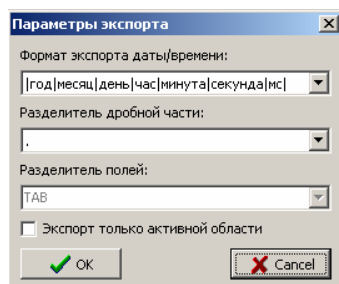 Параметры экспорта
Формат экспорта даты/времени:
|год|месяц|день|час|минута|секунда|мс|
Разделитель дробной части:
,
Разделитель полей:
TAB
Экспорт только активной области
OK
Cancel